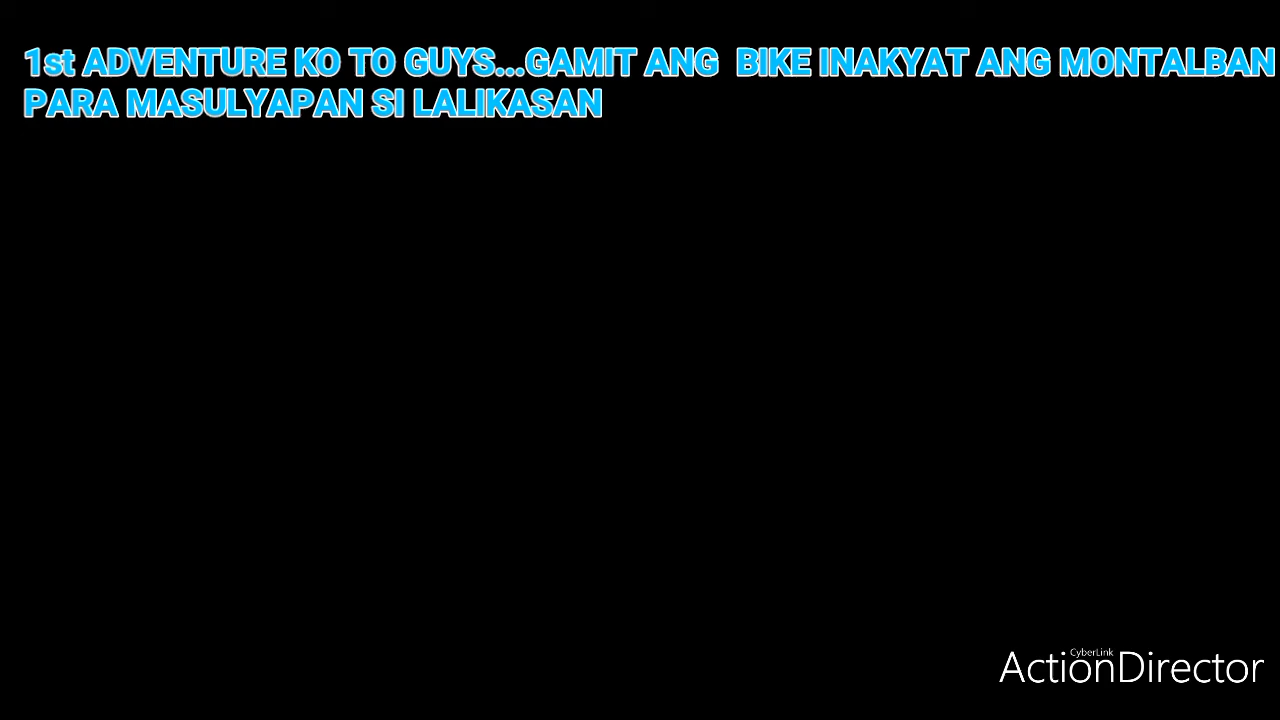 1st ADVENTURE KO TO GUYS...GAMIT ANG  BIKE INAKYAT ANG MONTALBAN
PARA MASULYAPAN SI LALIKASAN
CyberLink
ActionDirector